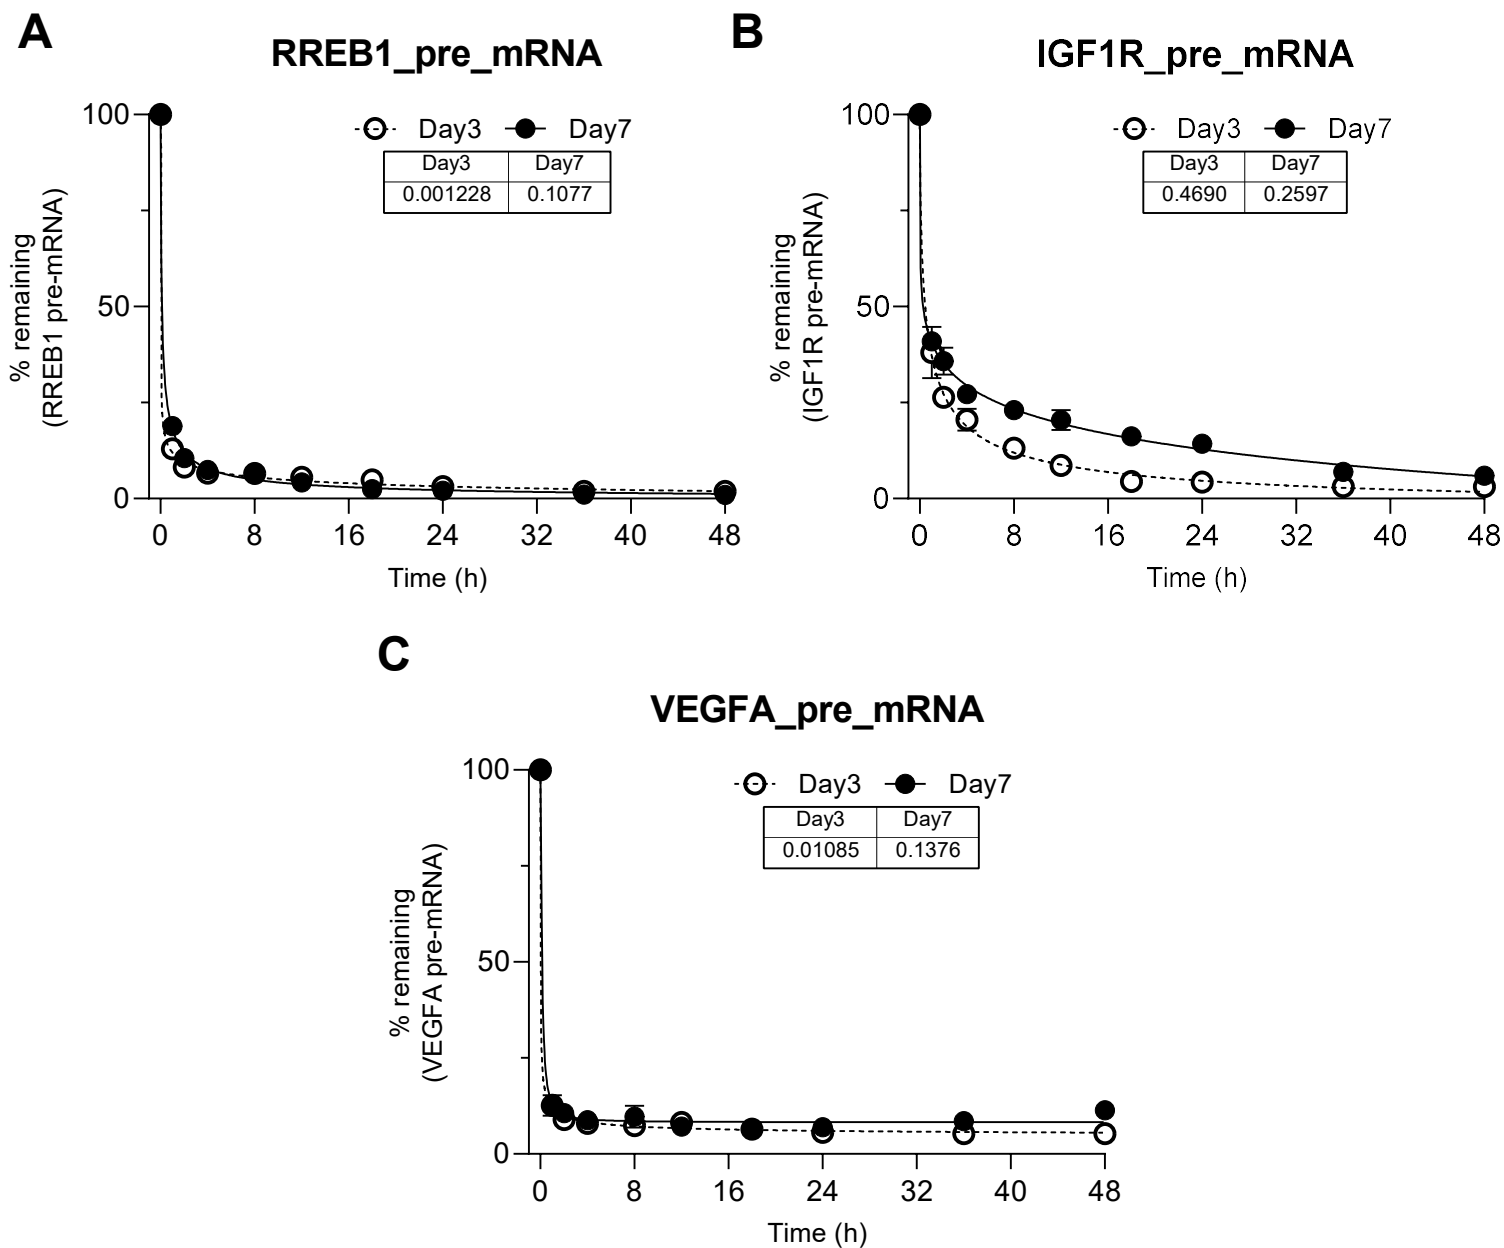 A
RREB1_pre_mRNA
Day3 Day7
Day3 Day7
0.001228 0.1077
100
50
0
% remaining
(RREB1 pre-mRNA)
0 8 16 24 32 40 48
Time (h)
B
IGF1R_pre_mRNA
Day3 Day7
Day3 Day7
0.4690 0.2597
100
50
0
% remaining
(IGF1R pre-mRNA)
0 8 16 24 32 40 48
Time (h)
C
VEGFA_pre_mRNA
Day3 Day7
Day3 Day7
0.01085 0.1376
100
50
0
% remaining
(VEGFA pre-mRNA)
0 8 16 24 32 40 48
Time (h)